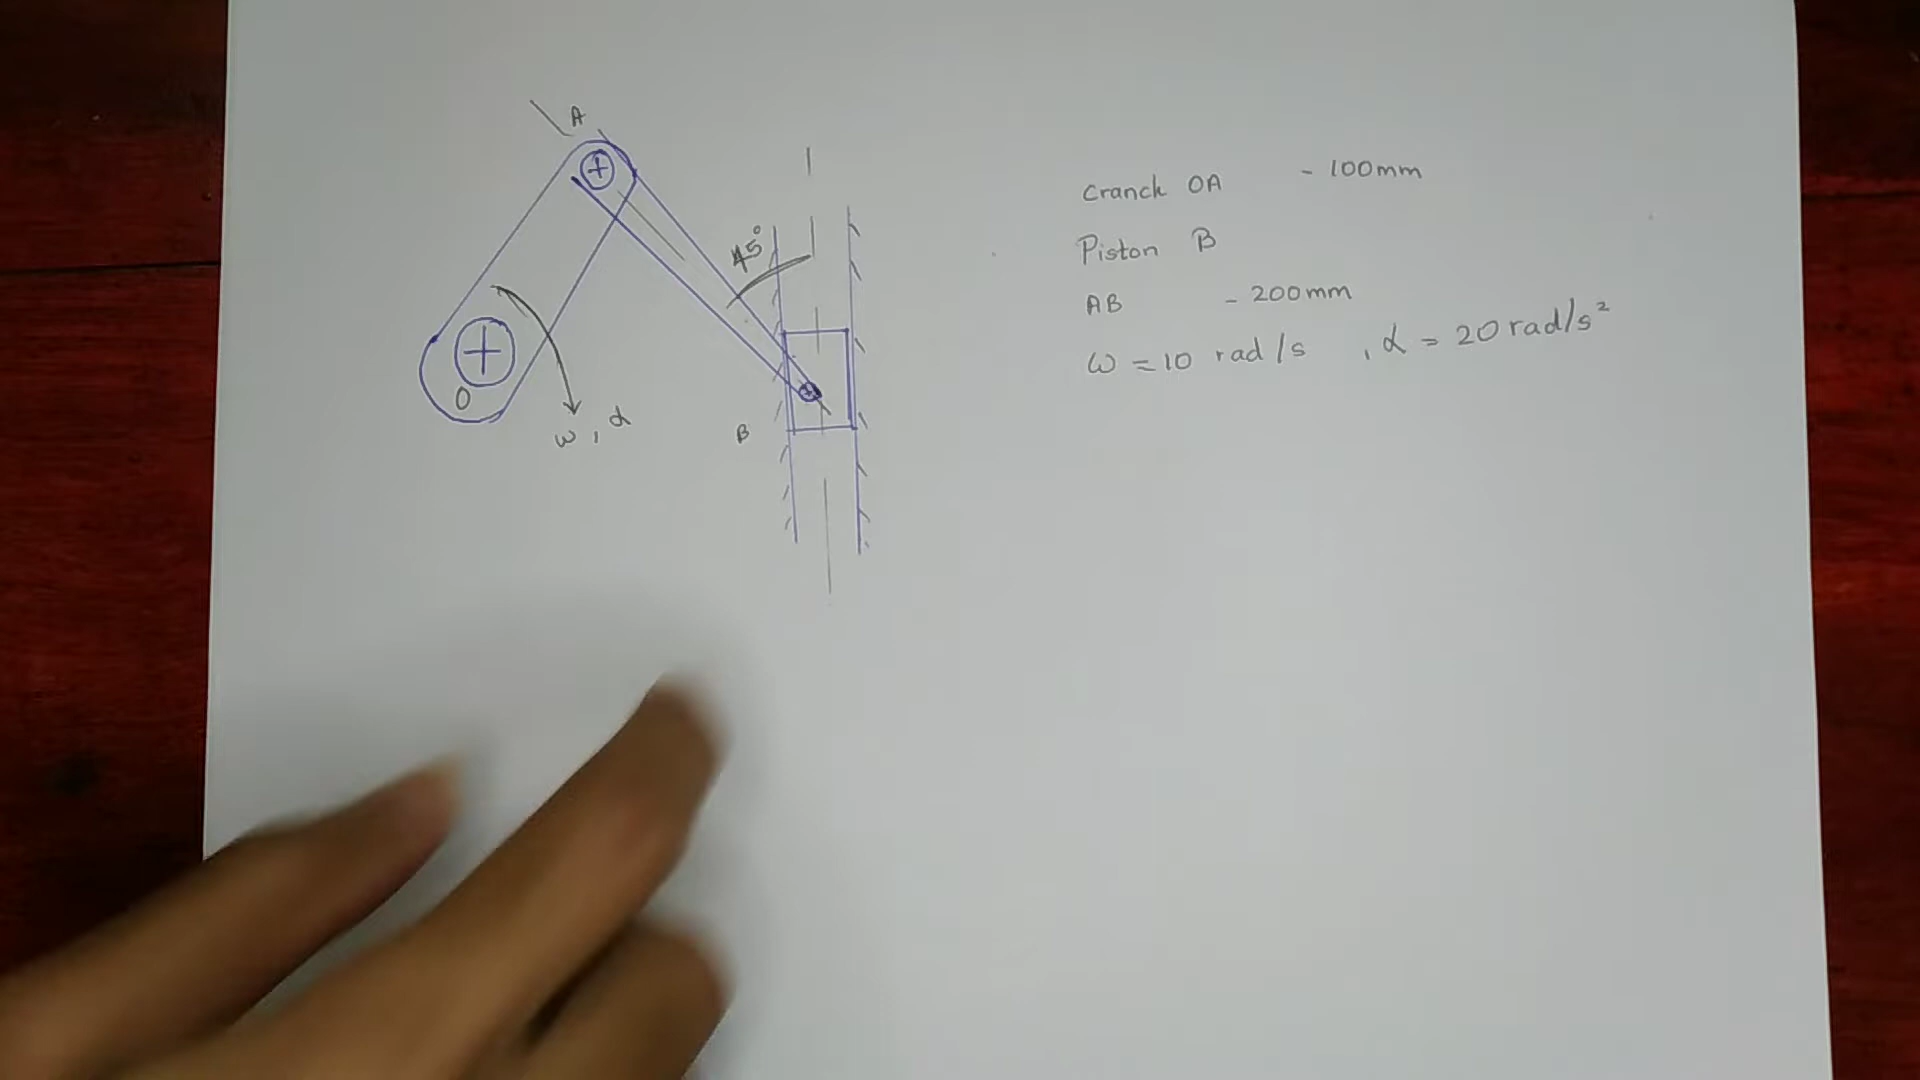 A
45°
O
ω, α
B
Cranck OA - 100mm
Piston B
AB - 200mm
ω = 10 rad/s , α = 20 rad/s²